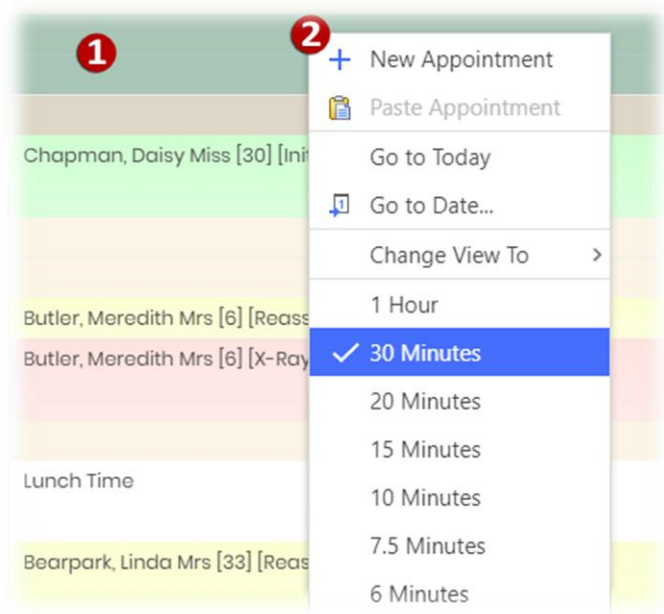 1
2
New Appointment
Paste Appointment
Chapman, Daisy Miss [30] [Ini
Go to Today
1
Go to Date...
Change View To >
1 Hour
Butler, Meredith Mrs [6] [Reass
30 Minutes
Butler, Meredith Mrs [6] [X-Ray
20 Minutes
15 Minutes
Lunch Time
10 Minutes
7.5 Minutes
Bearpark, Linda Mrs [33] [Reas
6 Minutes